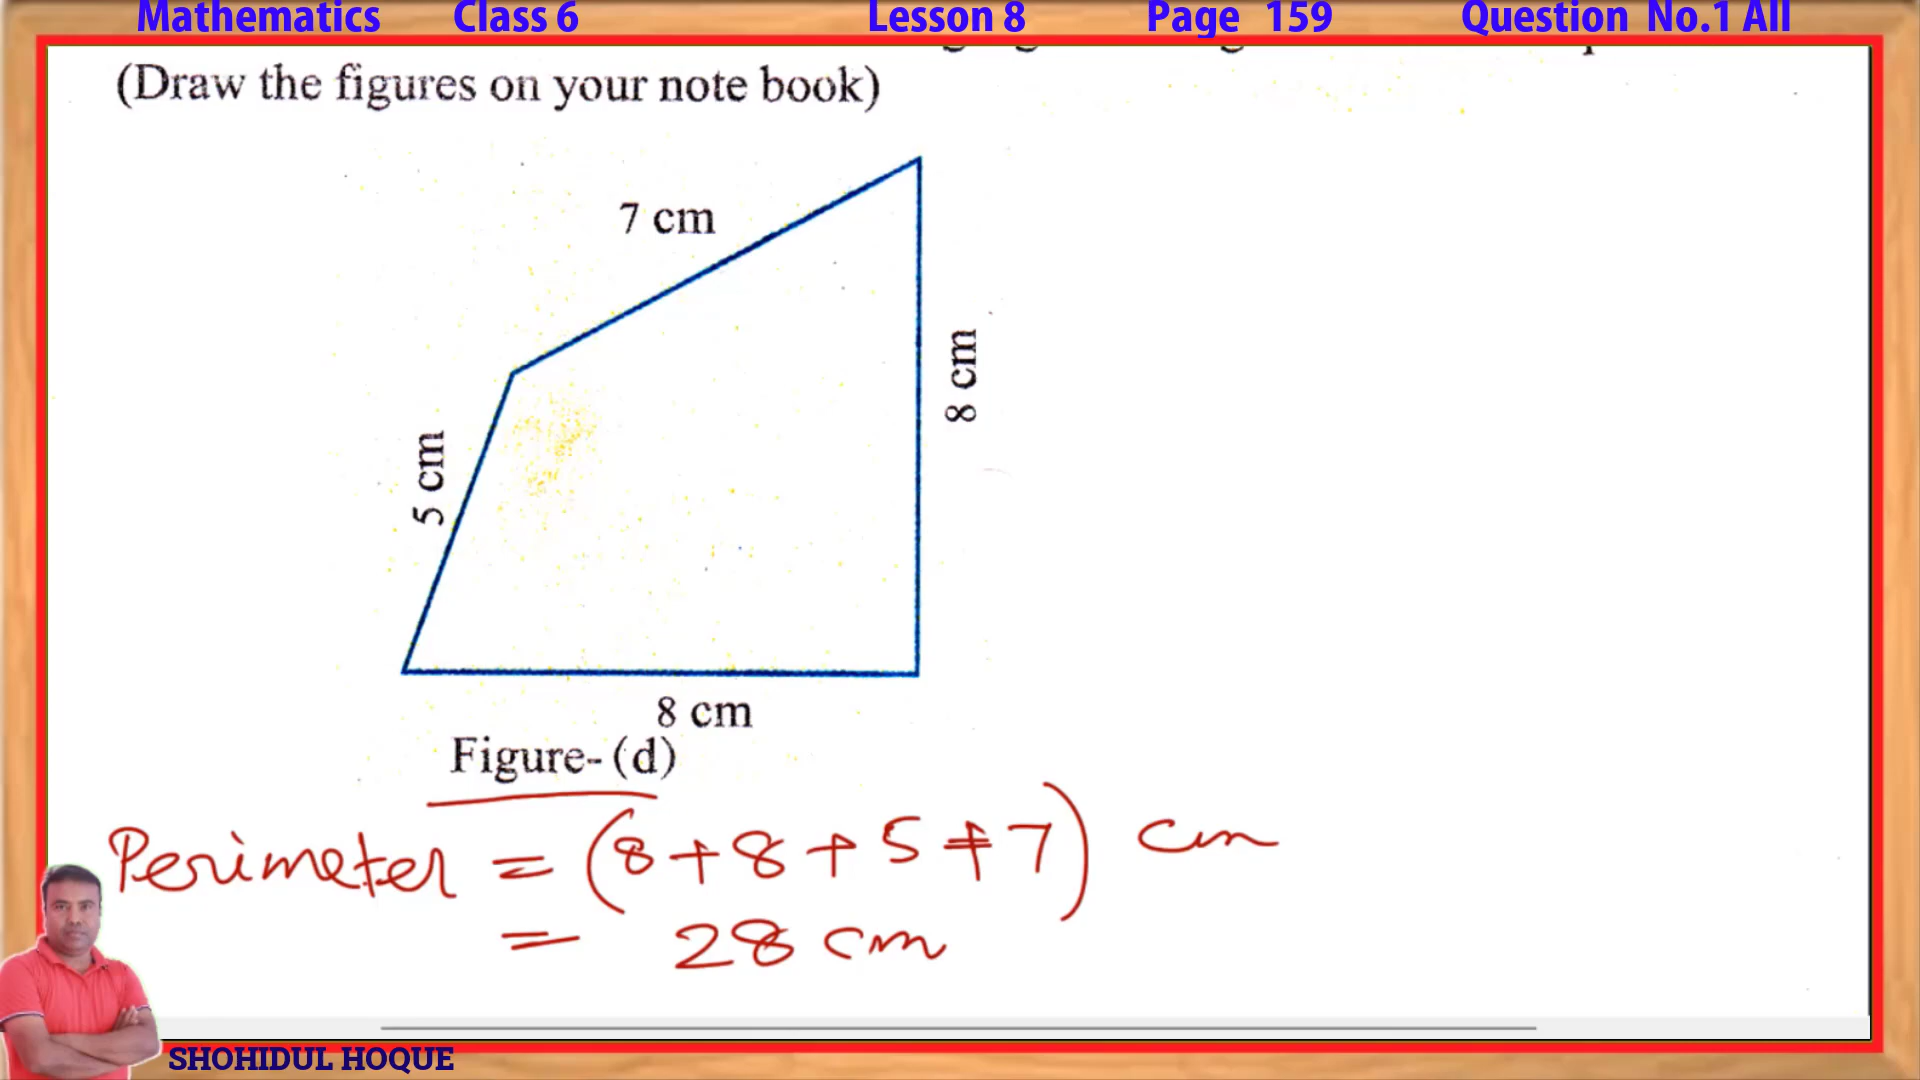 Mathematics Class 6 Lesson 8 Page 159 Question No.1 All
(Draw the figures on your note book)
7 cm
8 cm
5 cm
8 cm
Figure-(d)
Perimeter = (8+8+5+7) cm
= 28 cm
SHOHIDUL HOQUE